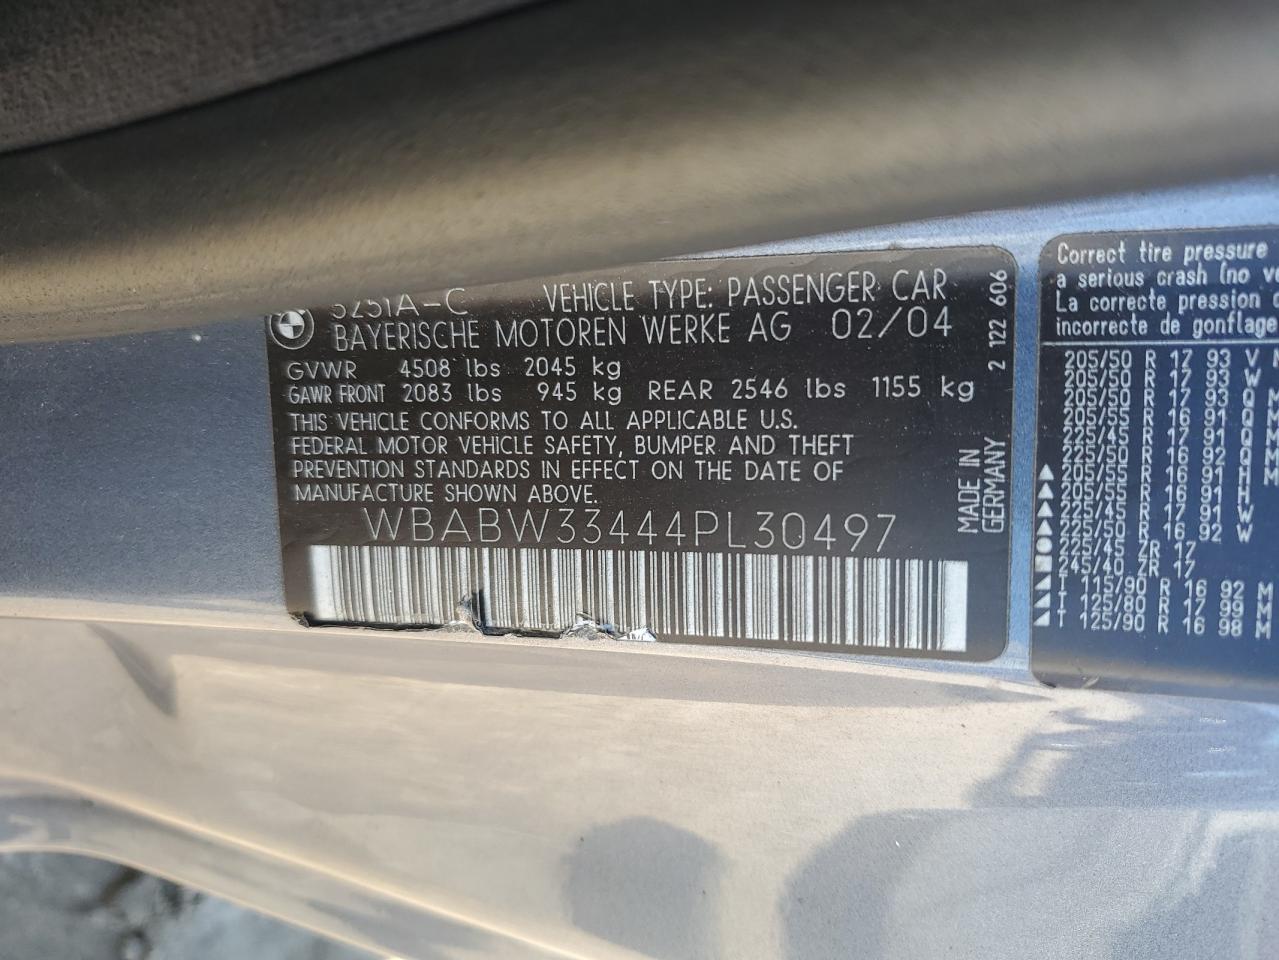 325iA-C VEHICLE TYPE: PASSENGER CAR
BAYERISCHE MOTOREN WERKE AG 02/04
GVWR 4508 lbs 2045 kg
GAWR FRONT 2083 lbs 945 kg REAR 2546 lbs 1155 kg
THIS VEHICLE CONFORMS TO ALL APPLICABLE U.S.
FEDERAL MOTOR VEHICLE SAFETY, BUMPER AND THEFT
PREVENTION STANDARDS IN EFFECT ON THE DATE OF
MANUFACTURE SHOWN ABOVE.
WBABW33444PL30497
MADE IN
GERMANY
2 122 606
Correct tire pressure
a serious crash (no
La correcte pression
incorrecte de gonflage
205/50 R 17 93 V
205/50 R 17 93 W
205/50 R 17 93
205/50 R 16 91
225/45 R 17 91
225/50 R 16 92
205/55 R 16 91
205/55 R 16 91
225/45 R 17 91 W
225/50 R 16 92 W
225/45 ZR 17
245/40 ZR 17
T 115/90 R 16 92 M
T 125/80 R 17 99 M
T 125/90 R 16 98 M